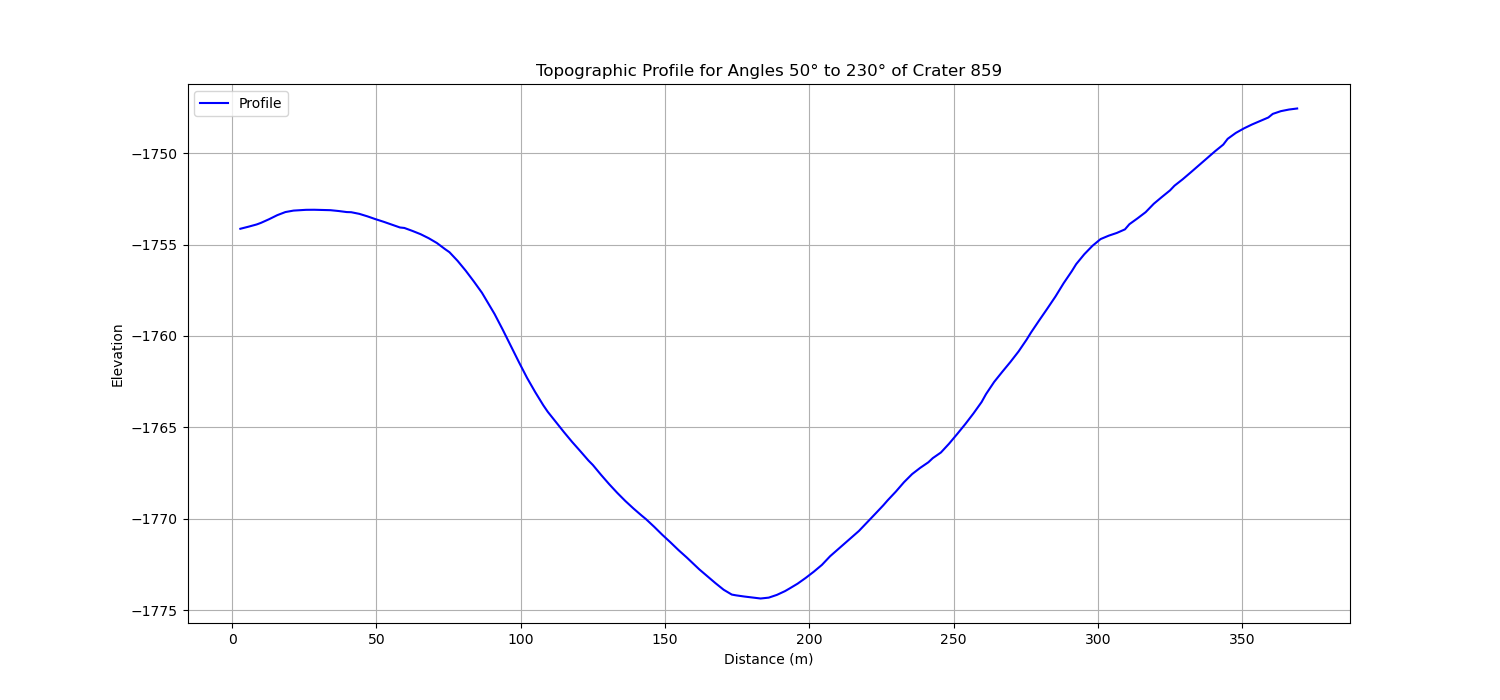 Topographic Profile for Angles 50° to 230° of Crater 859
Profile
−1750
−1755
−1760
−1765
−1770
−1775
Elevation
0 50 100 150 200 250 300 350
Distance (m)